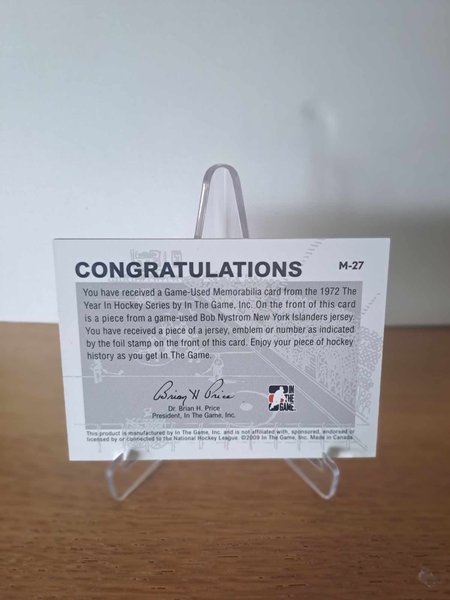 CONGRATULATIONS M-27
You have received a Game-Used Memorabilia card from the 1972 The
Year In Hockey Series by In The Game, Inc. On the front of this card
is a piece from a game-used Bob Nystrom New York Islanders jersey.
You have received a piece of a jersey, emblem or number as indicated
by the foil stamp on the front of this card. Enjoy your piece of hockey
history as you get In The Game.
Brian H Price
Dr. Brian H. Price
President, In The Game, Inc.
IN
THE
GAME
This product is manufactured by In The Game, Inc. and is not affiliated with, sponsored, endorsed or
licensed by or connected to the National Hockey League. ©2009 In The Game, Inc. Made in Canada.